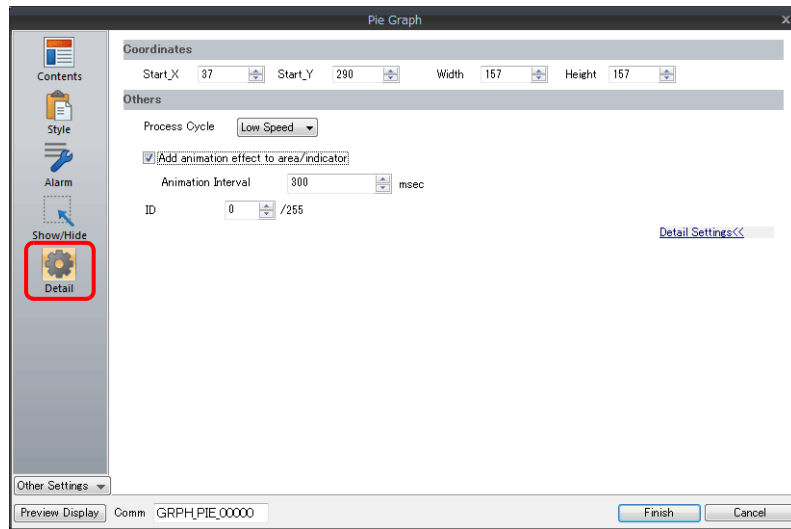 Pie Graph
x
Contents
Style
Alarm
Show/Hide
Detail
Coordinates
Start_X 37 Start_Y 290 Width 157 Height 157
Others
Process Cycle Low Speed
Add animation effect to area/indicator
Animation Interval 300 msec
ID 0 /255
Detail Settings<<
Other Settings
Preview Display Comm GRPH_PIE_00000 Finish Cancel